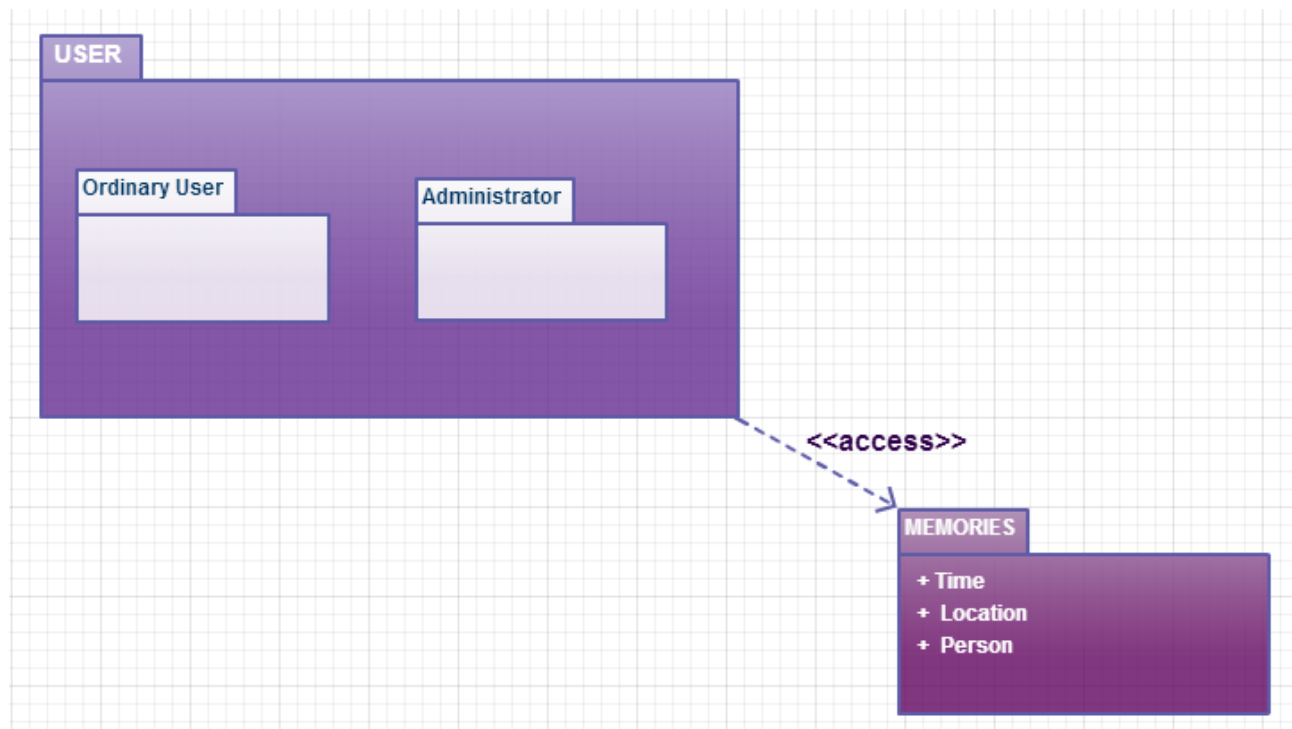 USER
Ordinary User
Administrator
<<access>>
MEMORIES
+ Time
+ Location
+ Person